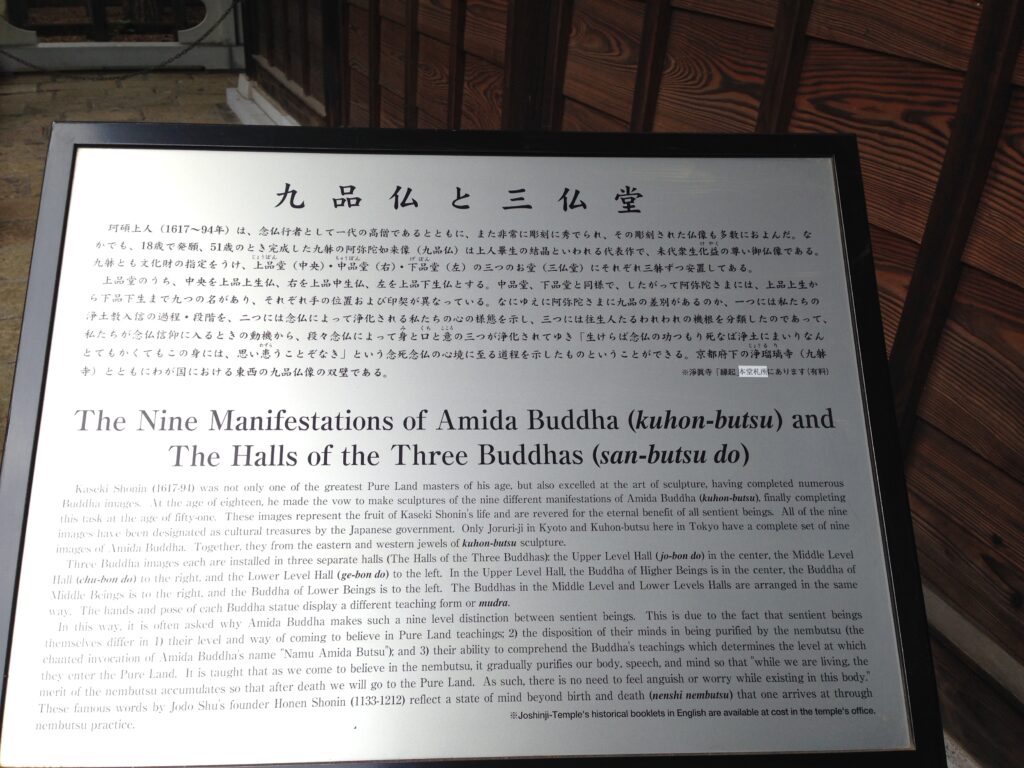 九品仏と三仏堂
珂碩上人(1617〜94年)は、念仏行者として一代の高僧であるとともに、また非常に彫刻に秀でられ、その彫刻された仏像も多数におよんだ。な
かでも、18歳で発願、51歳のとき完成した九躰の阿弥陀如来像(九品仏)は上人畢生の結晶といわれる代表作で、末代衆生化益の尊い御仏像である。
九躰とも文化財の指定をうけ、上品堂(中央)・中品堂(右)・下品堂(左)の三つのお堂(三仏堂)にそれぞれ三躰ずつ安置してある。
上品堂のうち、中央を上品上生仏、右を上品中生仏、左を上品下生仏とする。中品堂、下品堂と同様で、したがって阿弥陀さまには、上品上生か
ら下品下生まで九つの名があり、それぞれ手の位置および印契が異なっている。なにゆえに阿弥陀さまに九品の差別があるのか、一つには私たちの
浄土教入信の過程・段階を、二つには念仏によって浄化される私たちの心の様態を示し、三つには往生人たるわれわれの機根を分類したのであって、
私たちが念仏信仰に入るときの動機から、段々念仏によって身と口と意の三つが浄化されてゆき「生けらば念仏の功つもり死なば浄土にまいりなん
とてもかくてもこの身には、思い患うことぞなき」という念死念仏の心境に至る道程を示したものということができる。京都府下の浄瑠璃寺(九躰
寺)とともにわが国における東西の九品仏像の双璧である。
※浄眞寺「縁起 本堂札所にあります(有料)
The Nine Manifestations of Amida Buddha (kuhon-butsu) and
The Halls of the Three Buddhas (san-butsu do)
Kaseki Shonin (1617-94) was not only one of the greatest Pure Land masters of his age, but also excelled at the art of sculpture, having completed numerous
Buddha images. At the age of eighteen, he made the vow to make sculptures of the nine different manifestations of Amida Buddha (kuhon-butsu), finally completing
this task at the age of fifty-one. These images represent the fruit of Kaseki Shonin's life and are revered for the eternal benefit of all sentient beings. All of the nine
images have been designated as cultural treasures by the Japanese government. Only Joruri-ji in Kyoto and Kuhon-butsu here in Tokyo have a complete set of nine
images of Amida Buddha. Together, they from the eastern and western jewels of kuhon-butsu sculpture.
Three Buddha images each are installed in three separate halls (The Halls of the Three Buddhas): the Upper Level Hall (jo-bon do) in the center, the Middle Level
Hall (chu-bon do) to the right, and the Lower Level Hall (ge-bon do) to the left. In the Upper Level Hall, the Buddha of Higher Beings is in the center, the Buddha of
Middle Beings is to the right, and the Buddha of Lower Beings is to the left. The Buddhas in the Middle Level and Lower Levels Halls are arranged in the same
way. The hands and pose of each Buddha statue display a different teaching form or mudra.
In this way, it is often asked why Amida Buddha makes such a nine level distinction between sentient beings. This is due to the fact that sentient beings
themselves differ in 1) their level and way of coming to believe in Pure Land teachings; 2) the disposition of their minds in being purified by the nembutsu (the
chanted invocation of Amida Buddha's name "Namu Amida Butsu"); and 3) their ability to comprehend the Buddha's teachings which determines the level at which
they enter the Pure Land. It is taught that as we come to believe in the nembutsu, it gradually purifies our body, speech, and mind so that "while we are living, the
merit of the nembutsu accumulates so that after death we will go to the Pure Land. As such, there is no need to feel anguish or worry while existing in this body."
These famous words by Jodo Shu's founder Honen Shonin (1133-1212) reflect a state of mind beyond birth and death (nenshi nembutsu) that one arrives at through
nembutsu practice.
※Joshinji-Temple's historical booklets in English are available at cost in the temple's office.